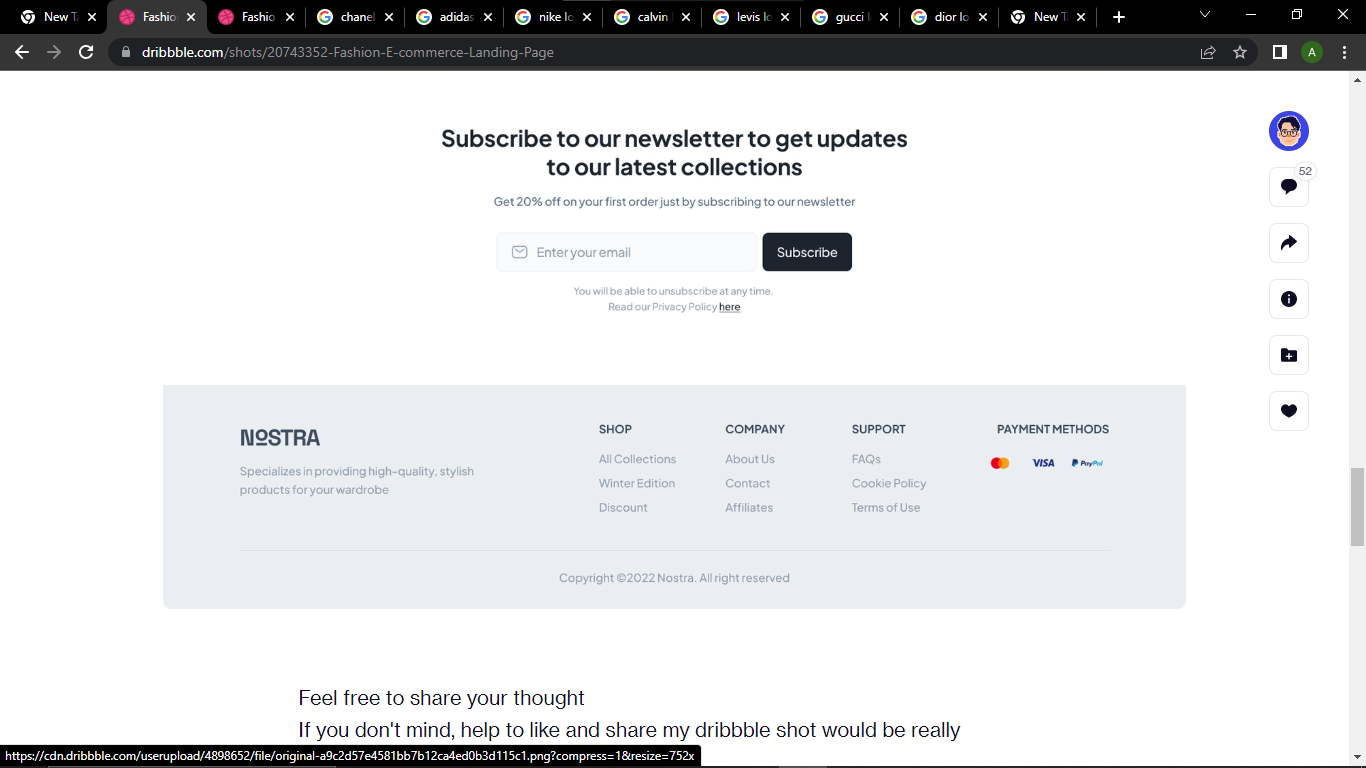 New Ta
Fashio
Fashio
chanel
adidas
nike lo
calvin
levis lo
gucci l
dior lo
New Ta
dribbble.com/shots/20743352-Fashion-E-commerce-Landing-Page
A
Subscribe to our newsletter to get updates
to our latest collections
Get 20% off on your first order just by subscribing to our newsletter
Enter your email
Subscribe
You will be able to unsubscribe at any time.
Read our Privacy Policy here
52
NOSTRA
Specializes in providing high-quality, stylish
products for your wardrobe
SHOP
All Collections
Winter Edition
Discount
COMPANY
About Us
Contact
Affiliates
SUPPORT
FAQs
Cookie Policy
Terms of Use
PAYMENT METHODS
VISA
PayPal
Copyright ©2022 Nostra. All right reserved
Feel free to share your thought
If you don't mind, help to like and share my dribbble shot would be really
https://cdn.dribbble.com/userupload/4898652/file/original-a9c2d57e4581bb7b12ca4ed0b3d115c1.png?compress=1&resize=752x